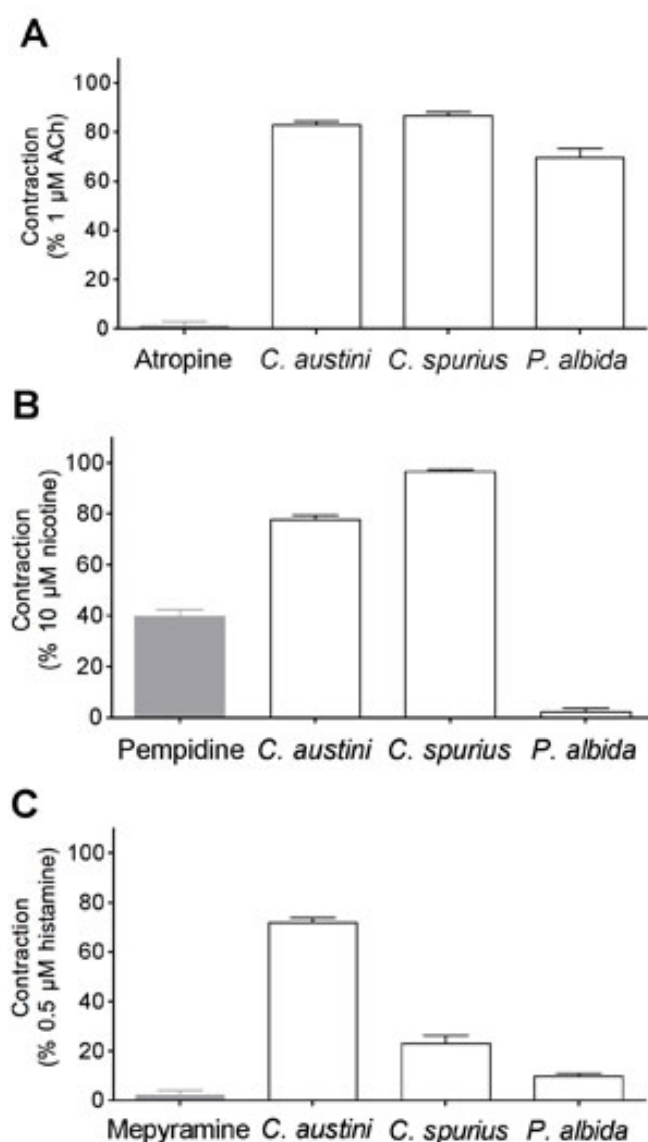 A
Contraction
(% 1 µM ACh)
100
80
60
40
20
0
Atropine C. austini C. spurius P. albida
B
Contraction
(% 10 µM nicotine)
100
80
60
40
20
0
Pempidine C. austini C. spurius P. albida
C
Contraction
(% 0.5 µM histamine)
100
80
60
40
20
0
Mepyramine C. austini C. spurius P. albida